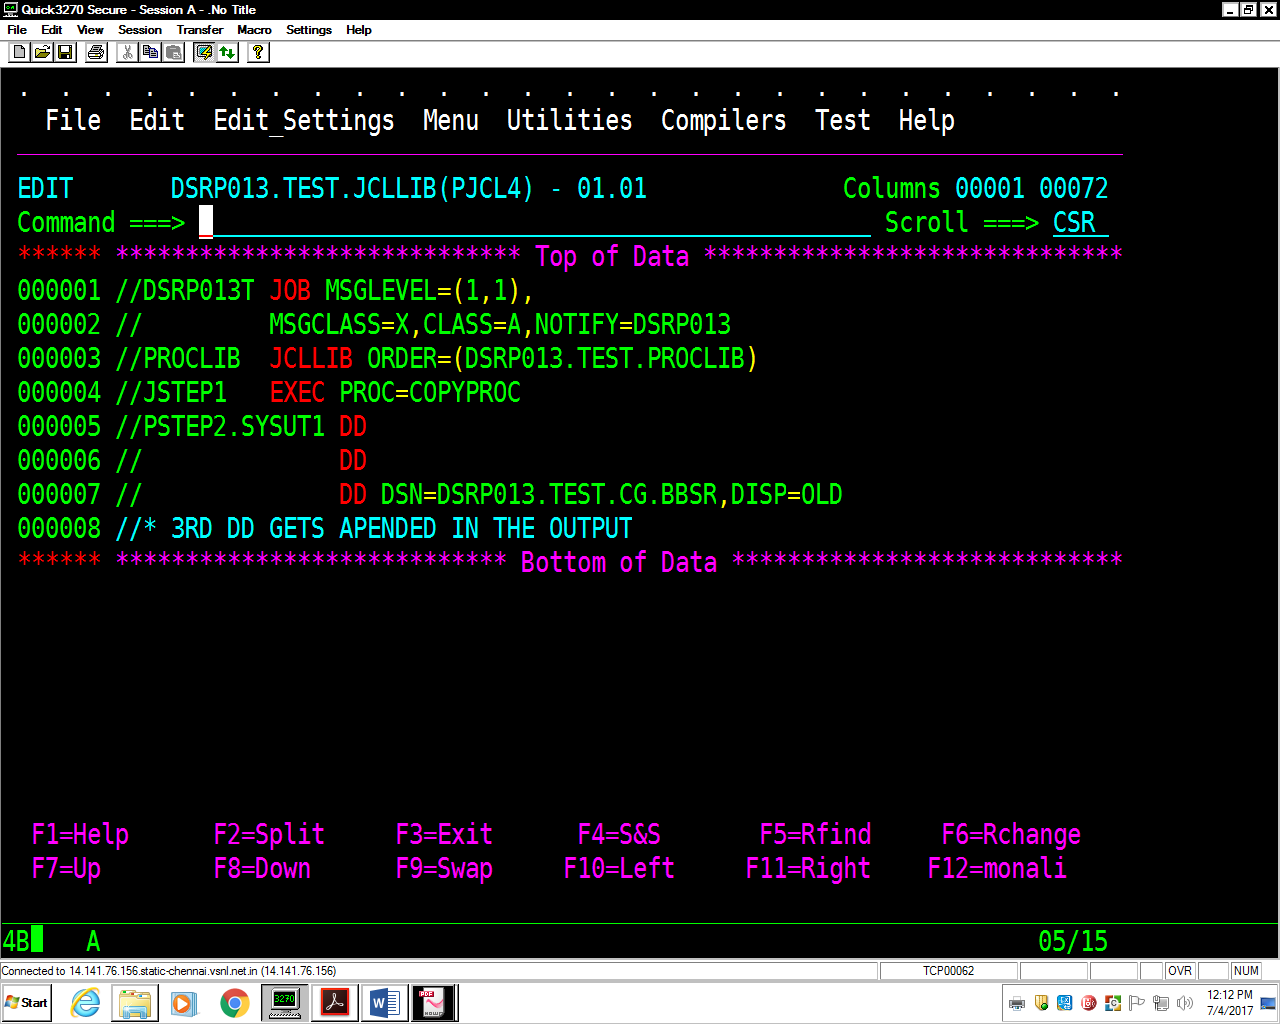 Quick3270 Secure - Session A - .No Title
File Edit View Session Transfer Macro Settings Help
. . . . . . . . . . . . . . . . . . . . . . . . . . .
File Edit Edit_Settings Menu Utilities Compilers Test Help
EDIT DSRP013.TEST.JCLLIB(PJCL4) - 01.01 Columns 00001 00072
Command ===> Scroll ===> CSR
****** ***************************** Top of Data ******************************
000001 //DSRP013T JOB MSGLEVEL=(1,1),
000002 // MSGCLASS=X,CLASS=A,NOTIFY=DSRP013
000003 //PROCLIB JCLLIB ORDER=(DSRP013.TEST.PROCLIB)
000004 //JSTEP1 EXEC PROC=COPYPROC
000005 //PSTEP2.SYSUT1 DD
000006 // DD
000007 // DD DSN=DSRP013.TEST.CG.BBSR,DISP=OLD
000008 //* 3RD DD GETS APENDED IN THE OUTPUT
****** **************************** Bottom of Data ****************************
F1=Help F2=Split F3=Exit F4=S&S F5=Rfind F6=Rchange
F7=Up F8=Down F9=Swap F10=Left F11=Right F12=monali
4B A 05/15
Connected to 14.141.76.156.static-chennai.vsnl.net.in (14.141.76.156) TCP00062 OVR NUM
Start 3270 W PDF 12:12 PM
7/4/2017